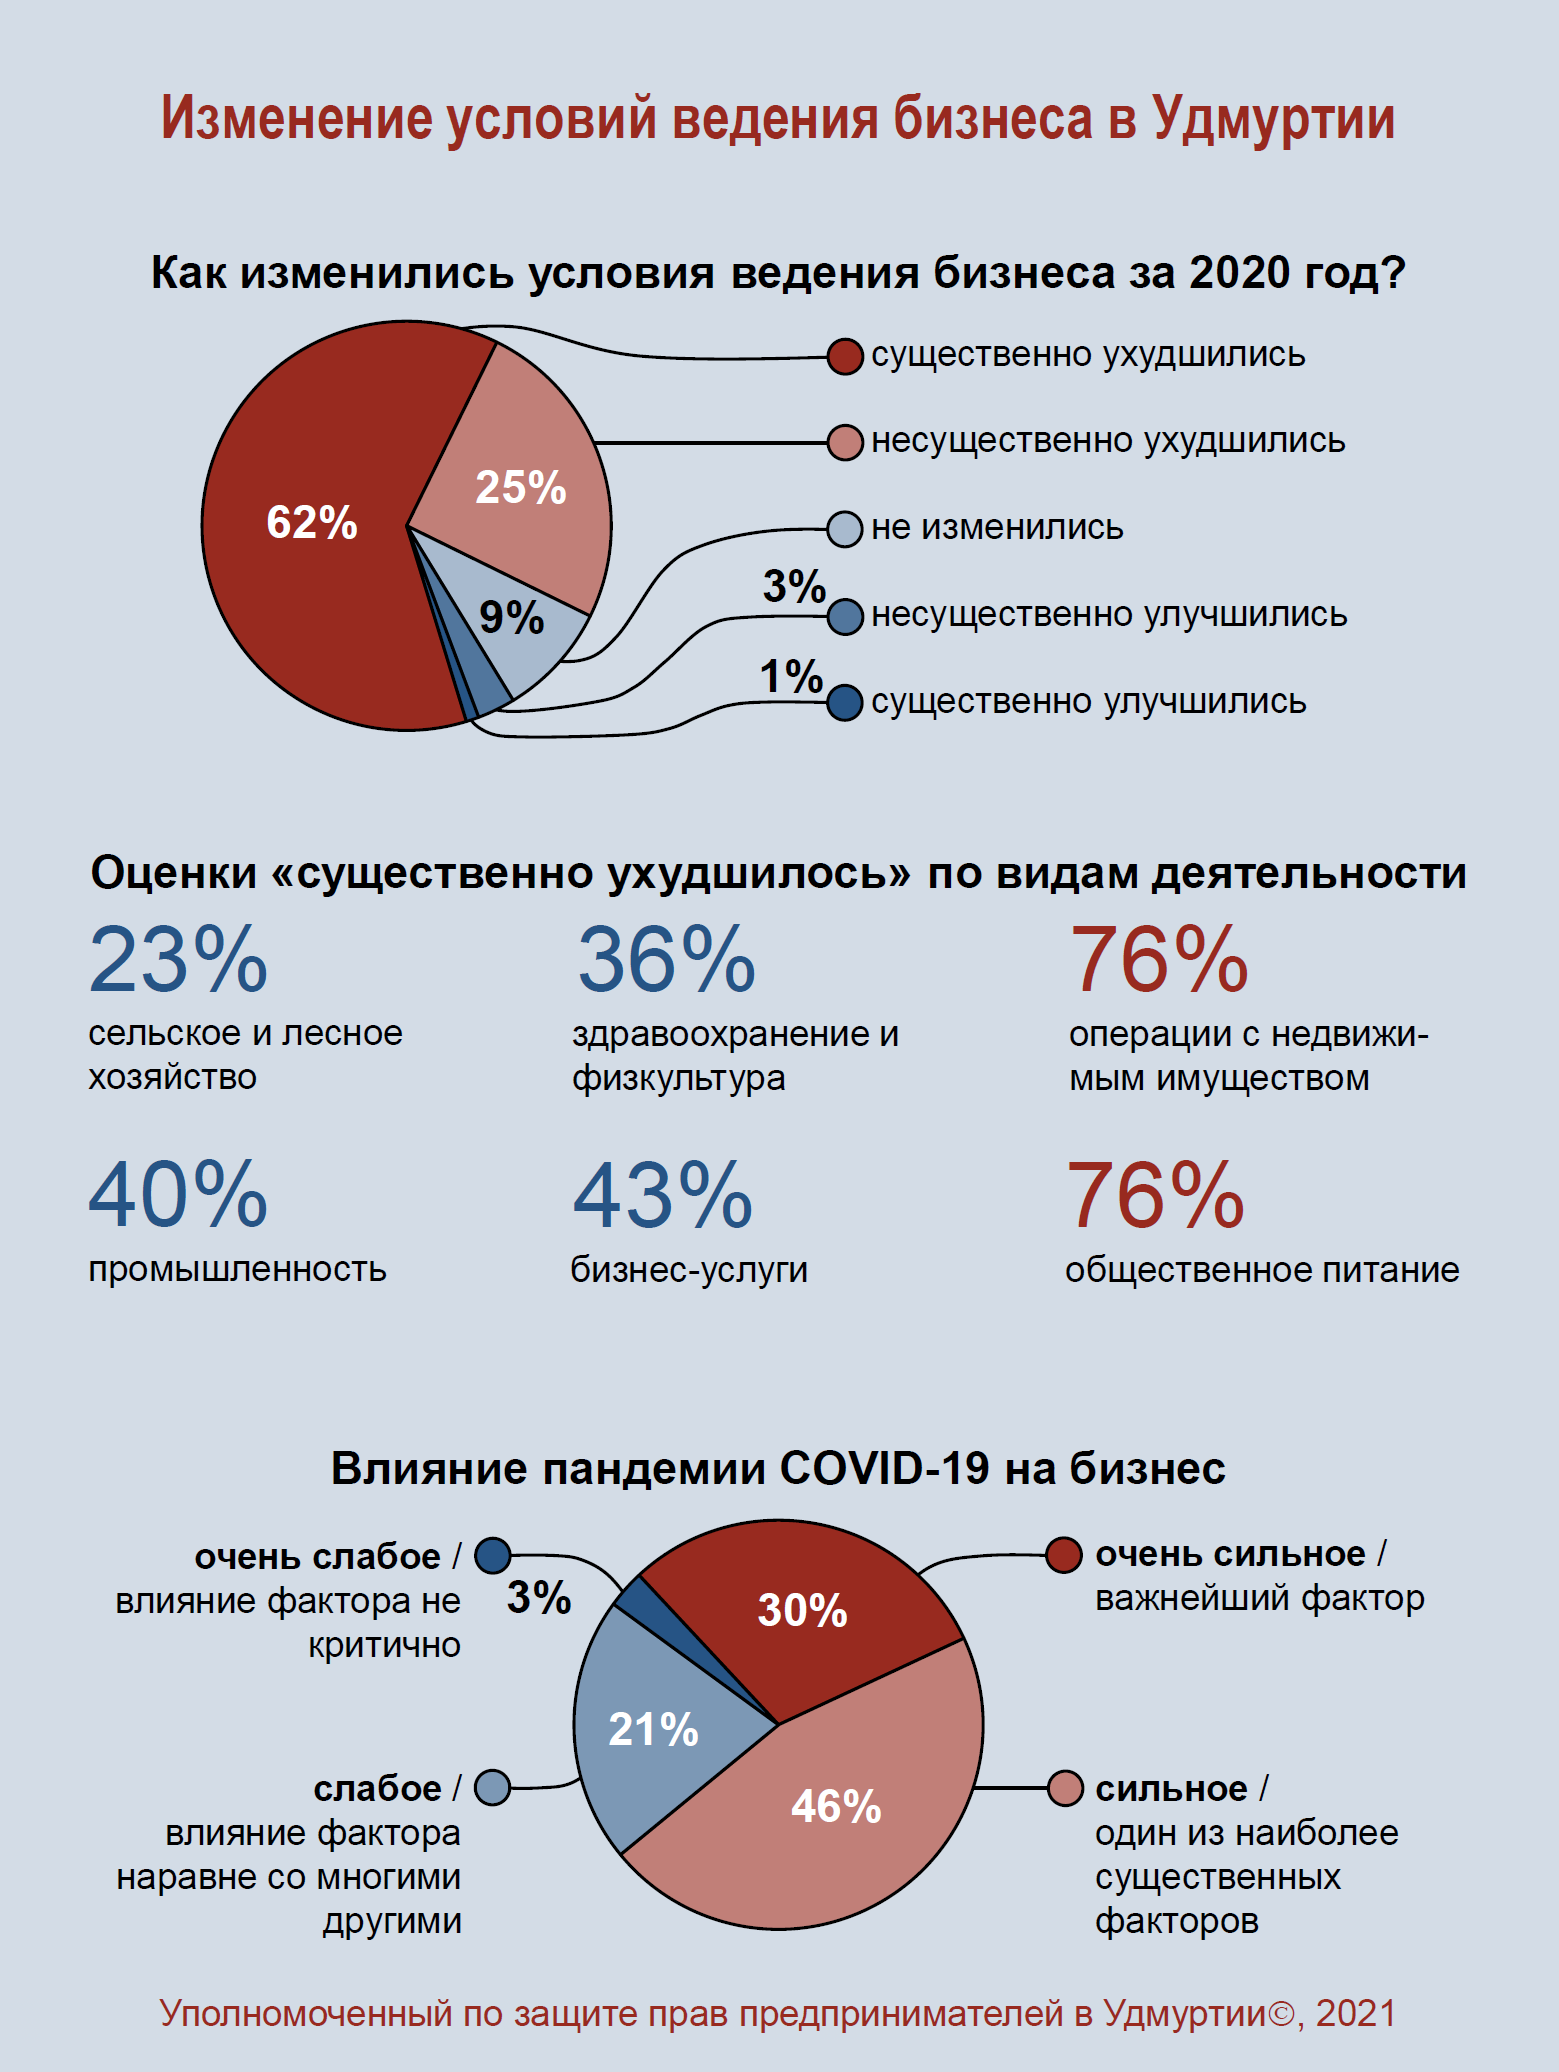 Изменение условий ведения бизнеса в Удмуртии
Как изменились условия ведения бизнеса за 2020 год?
существенно ухудшились
несущественно ухудшились
25%
62%
не изменились
3%
9%
несущественно улучшились
1%
существенно улучшились
Оценки «существенно ухудшилось» по видам деятельности
23%
сельское и лесное
хозяйство
36%
здравоохранение и
физкультура
76%
операции с недвижи-
мым имуществом
40%
промышленность
43%
бизнес-услуги
76%
общественное питание
Влияние пандемии COVID-19 на бизнес
очень слабое /
влияние фактора не
критично
3%
30%
очень сильное /
важнейший фактор
21%
46%
слабое /
влияние фактора
наравне со многими
другими
сильное /
один из наиболее
существенных
факторов
Уполномоченный по защите прав предпринимателей в Удмуртии©, 2021